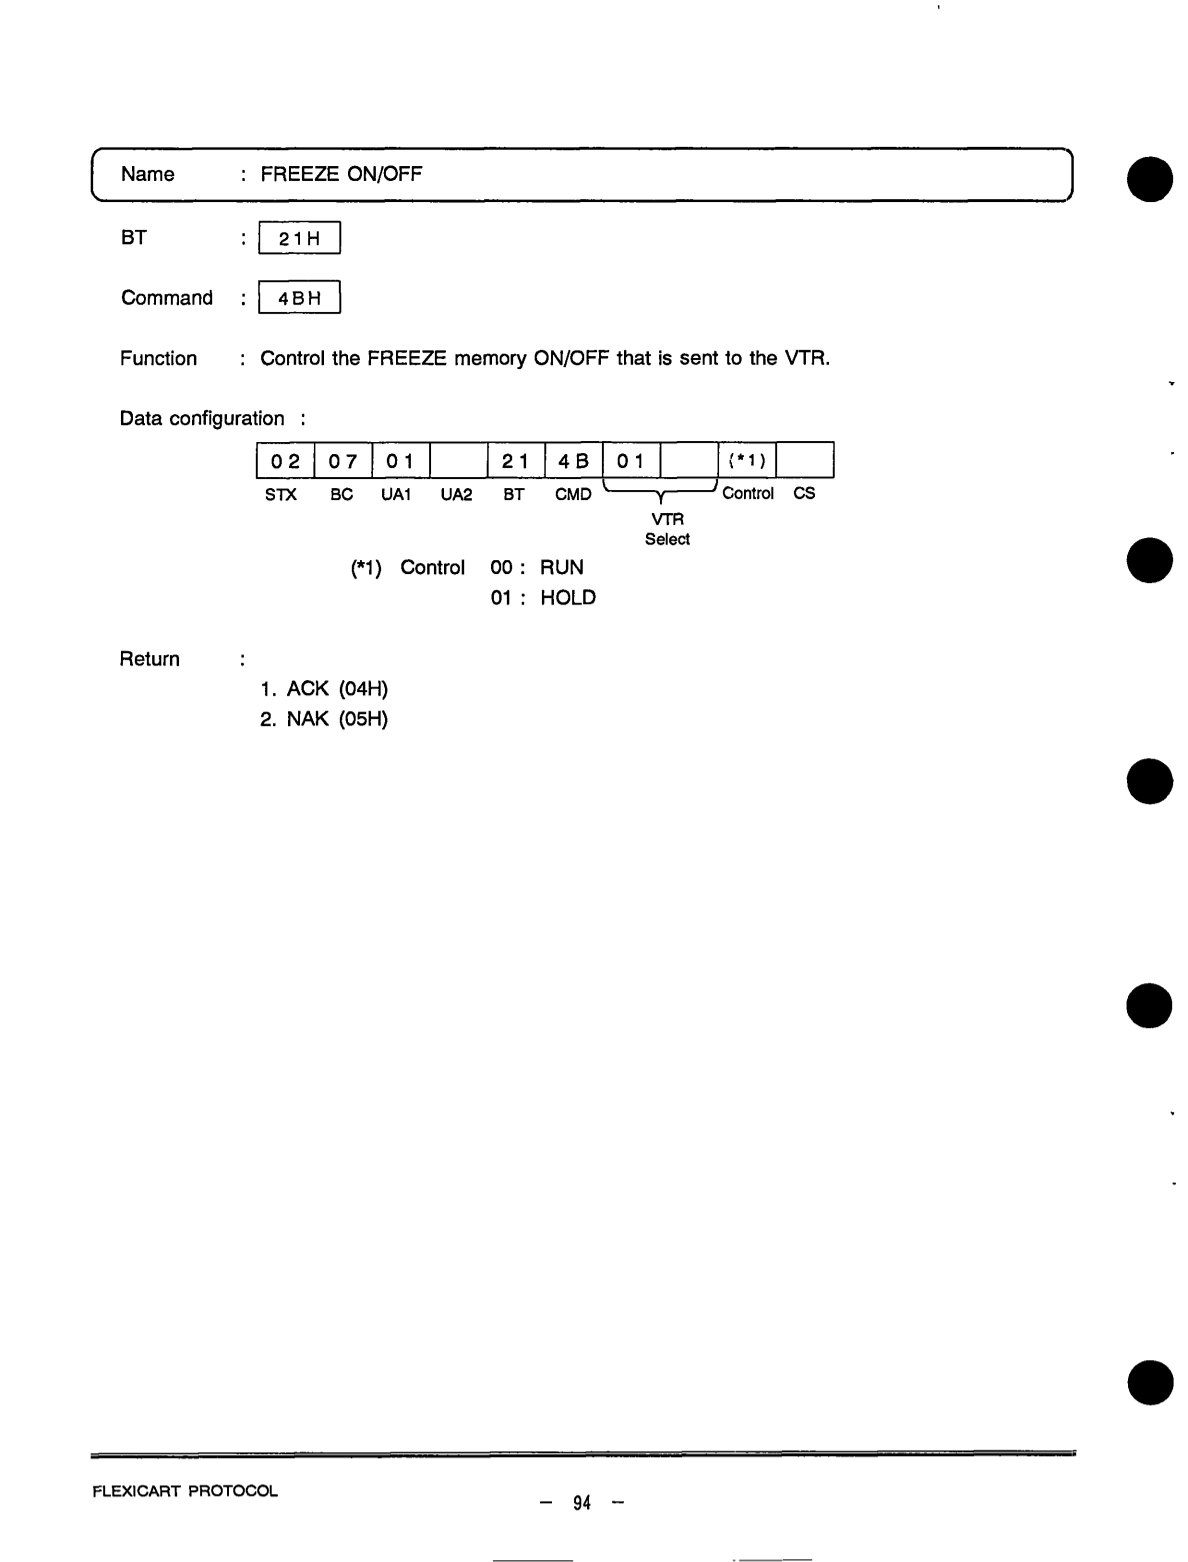 Name : FREEZE ON/OFF
BT : 21H
Command : 4BH
Function : Control the FREEZE memory ON/OFF that is sent to the VTR.
Data configuration :
02 07 01 21 4B 01 (*1)
STX BC UA1 UA2 BT CMD Control CS
VTR
Select
(*1) Control 00 : RUN
01 : HOLD
Return :
1. ACK (04H)
2. NAK (05H)
FLEXICART PROTOCOL
- 94 -